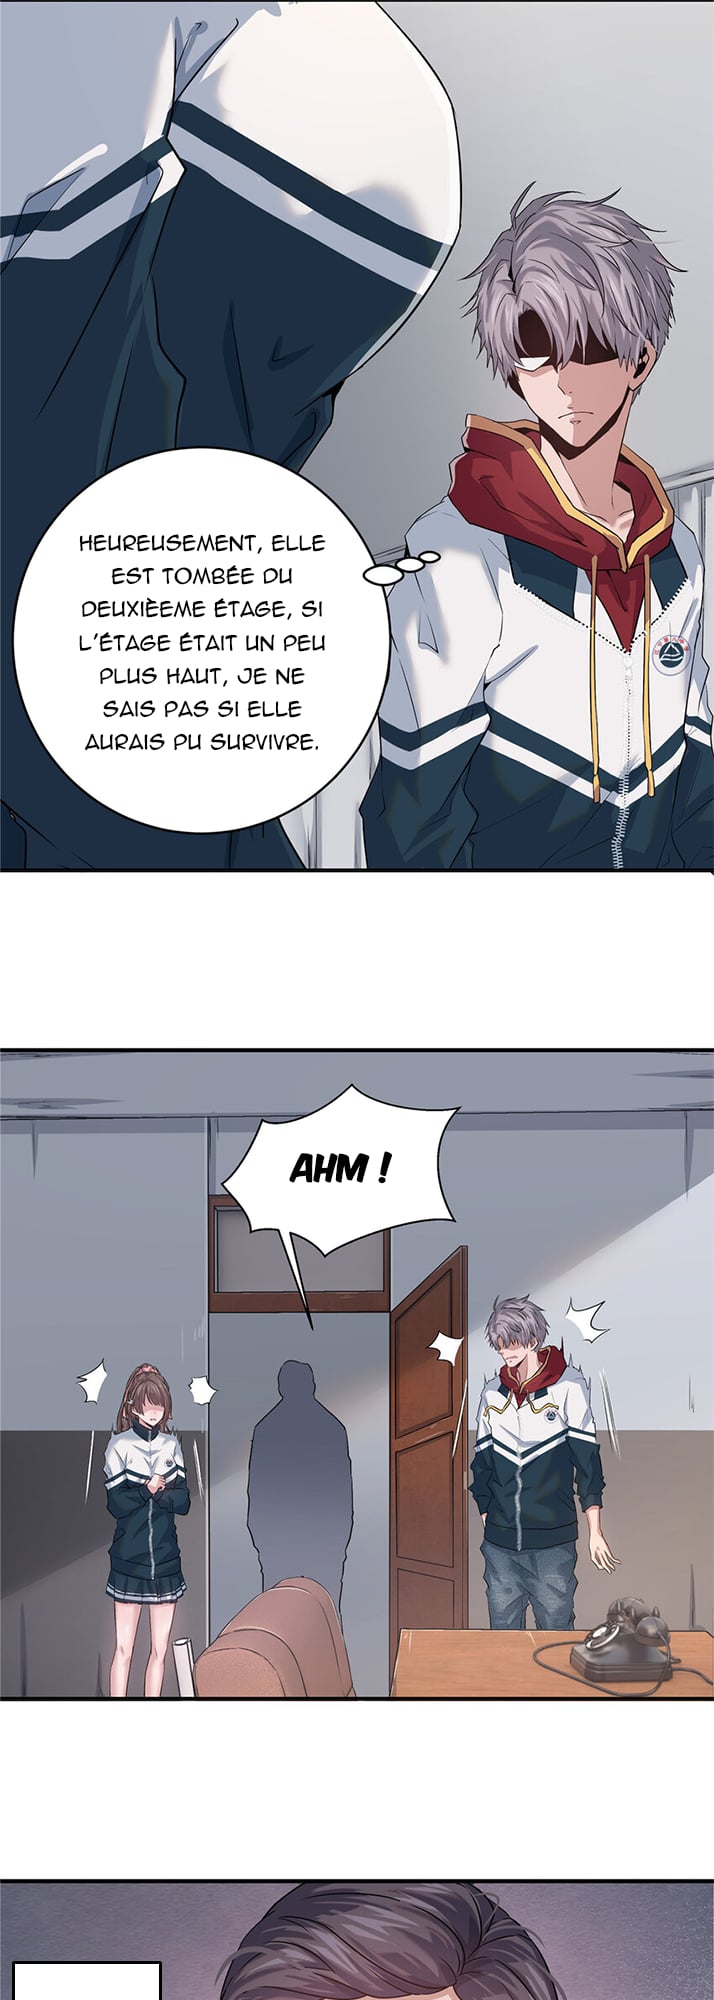 HEUREUSEMENT, ELLE
EST TOMBÉE DU
DEUXIÈEME ÉTAGE, SI
L'ÉTAGE ÉTAIT UN PEU
PLUS HAUT, JE NE
SAIS PAS SI ELLE
AURAIS PU SURVIVRE.
AHM !